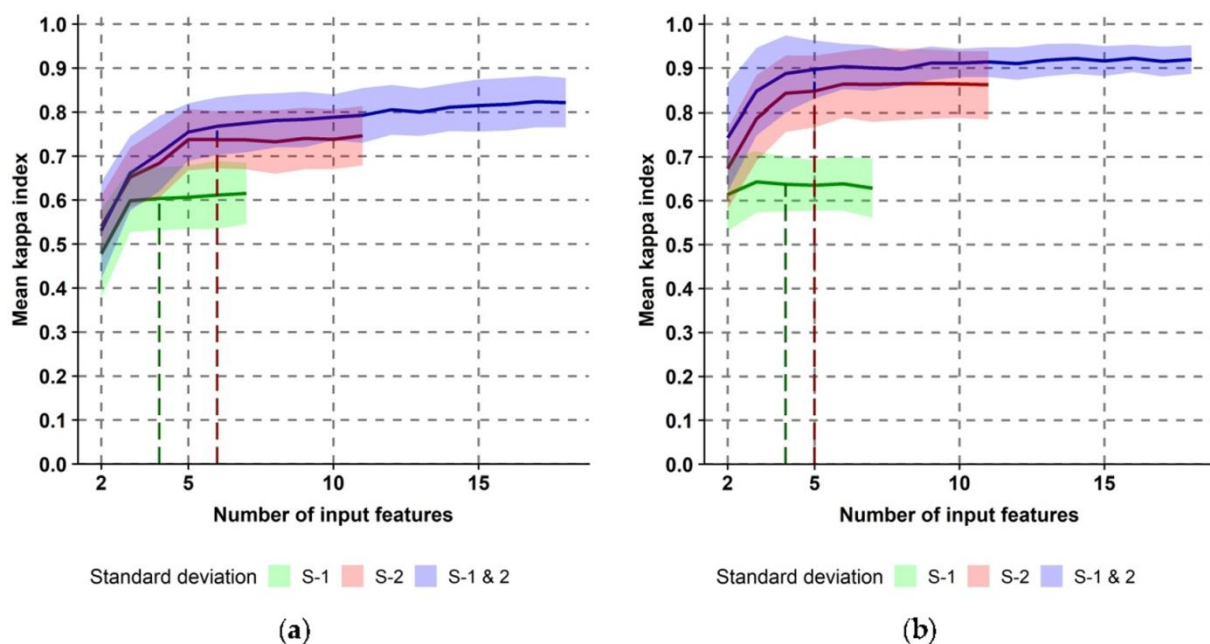 1.0
0.9
0.8
0.7
0.6
0.5
0.4
0.3
0.2
0.1
0.0
Mean kappa index
2 5 10 15
Number of input features
Standard deviation S-1 S-2 S-1 & 2
(a)
1.0
0.9
0.8
0.7
0.6
0.5
0.4
0.3
0.2
0.1
0.0
Mean kappa index
2 5 10 15
Number of input features
Standard deviation S-1 S-2 S-1 & 2
(b)